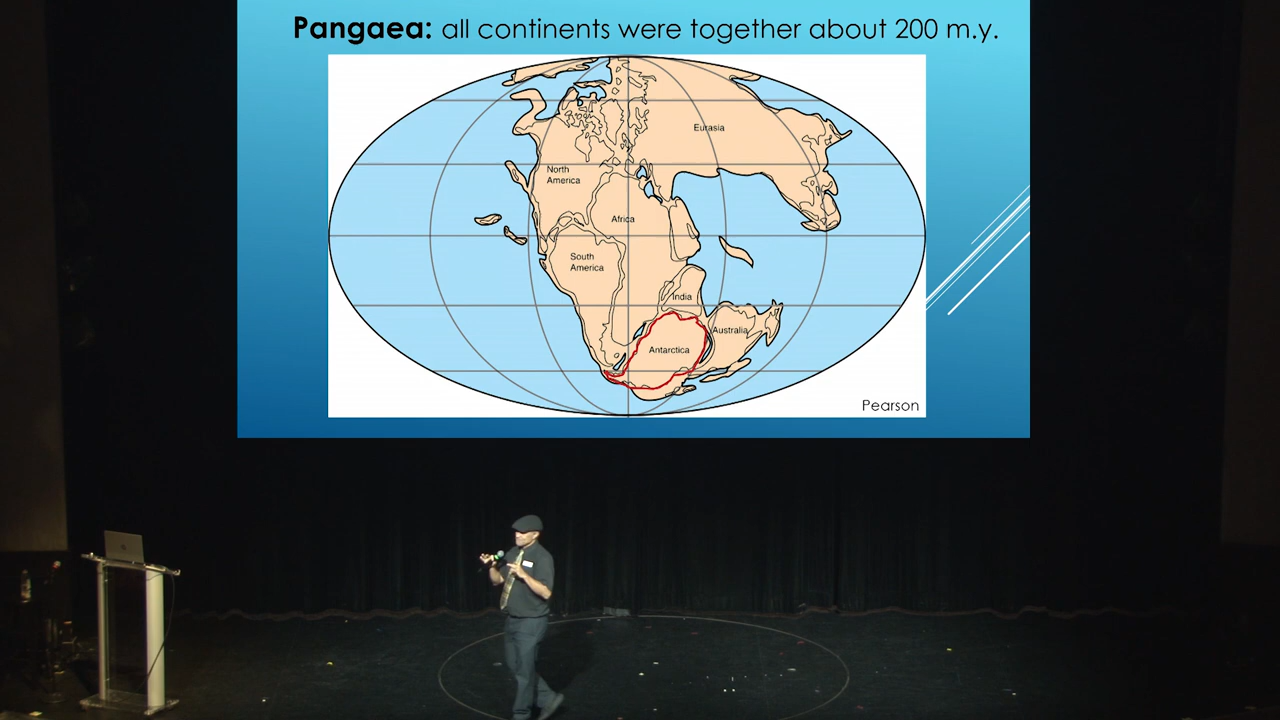 Pangaea: all continents were together about 200 m.y.
Eurasia
North
America
Africa
South
America
India
Australia
Antarctica
Pearson